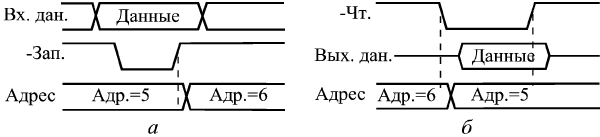 Вх. дан. Данные
-Зап.
Адрес Адр.=5 Адр.=6
а
-Чт.
Вых. дан. Данные
Адрес Адр.=6 Адр.=5
б